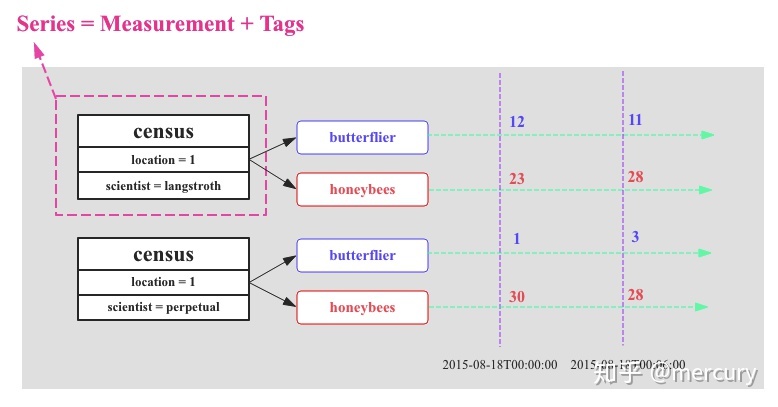 Series = Measurement + Tags
census
location = 1
scientist = langstroth
butterflier
honeybees
12
11
23
28
census
location = 1
scientist = perpetual
butterflier
honeybees
1
3
30
28
2015-08-18T00:00:00
2015-08-18T00:06:00
知乎 @mercury